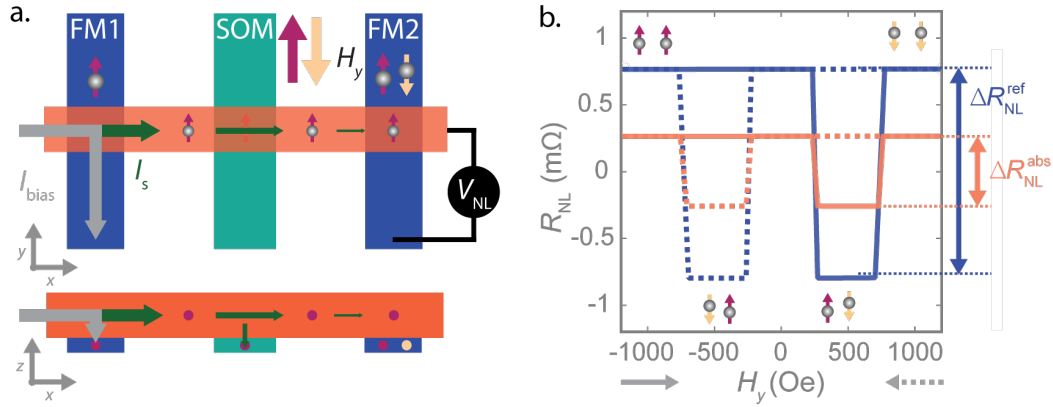 a.
FM1
SOM
FM2
H_y
I_bias
I_s
V_NL
y
x
z
x
b.
R_NL (mΩ)
1
0.5
0
-0.5
-1
-1000
-500
0
500
1000
H_y (Oe)
ΔR_NL^ref
ΔR_NL^abs